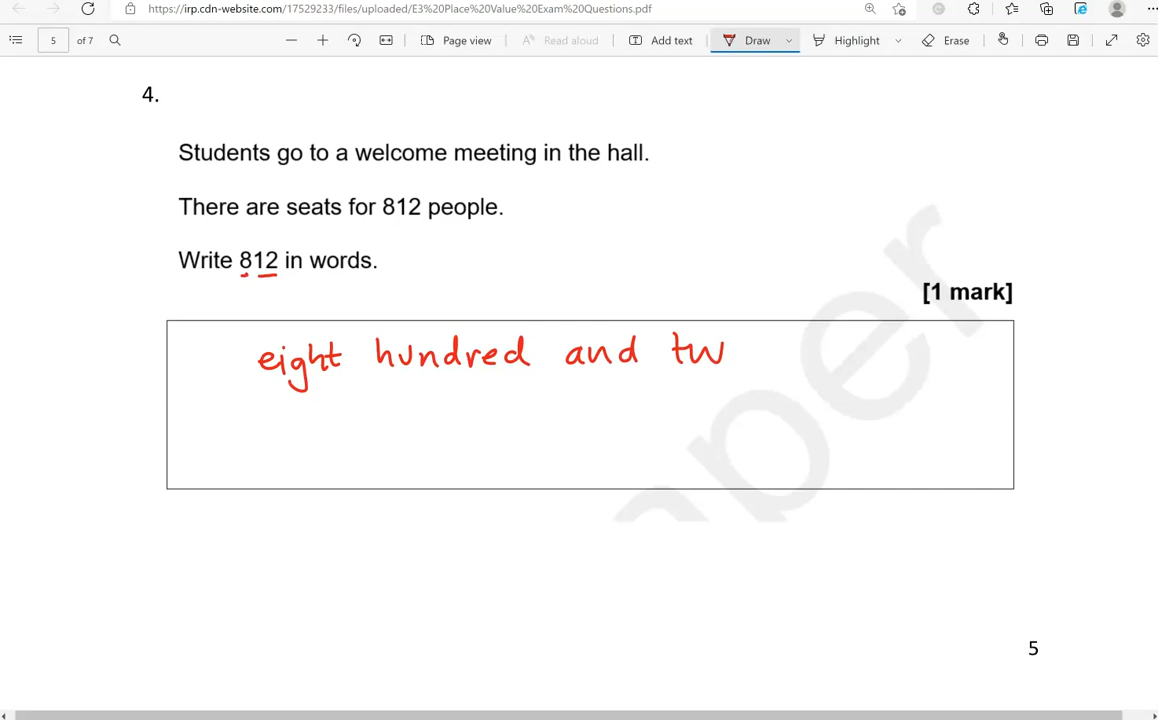 https://irp.cdn-website.com/17529233/files/uploaded/E3%20Place%20Value%20Exam%20Questions.pdf
5 of 7 Page view Read aloud Add text Draw Highlight Erase
4.
Students go to a welcome meeting in the hall.
There are seats for 812 people.
Write 812 in words.
[1 mark]
eight hundred and tw
per
5